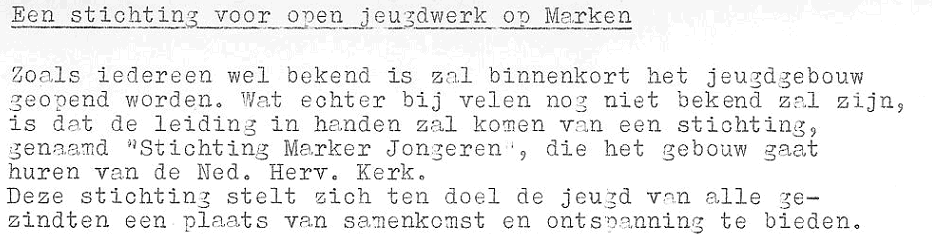 Een stichting voor open jeugdwerk op Marken
Zoals iedereen wel bekend is zal binnenkort het jeugdgebouw
geopend worden. Wat echter bij velen nog niet bekend zal zijn,
is dat de leiding in handen zal komen van een stichting,
genaamd "Stichting Marker Jongeren", die het gebouw gaat
huren van de Ned. Herv. Kerk.
Deze stichting stelt zich ten doel de jeugd van alle ge-
zindten een plaats van samenkomst en ontspanning te bieden.